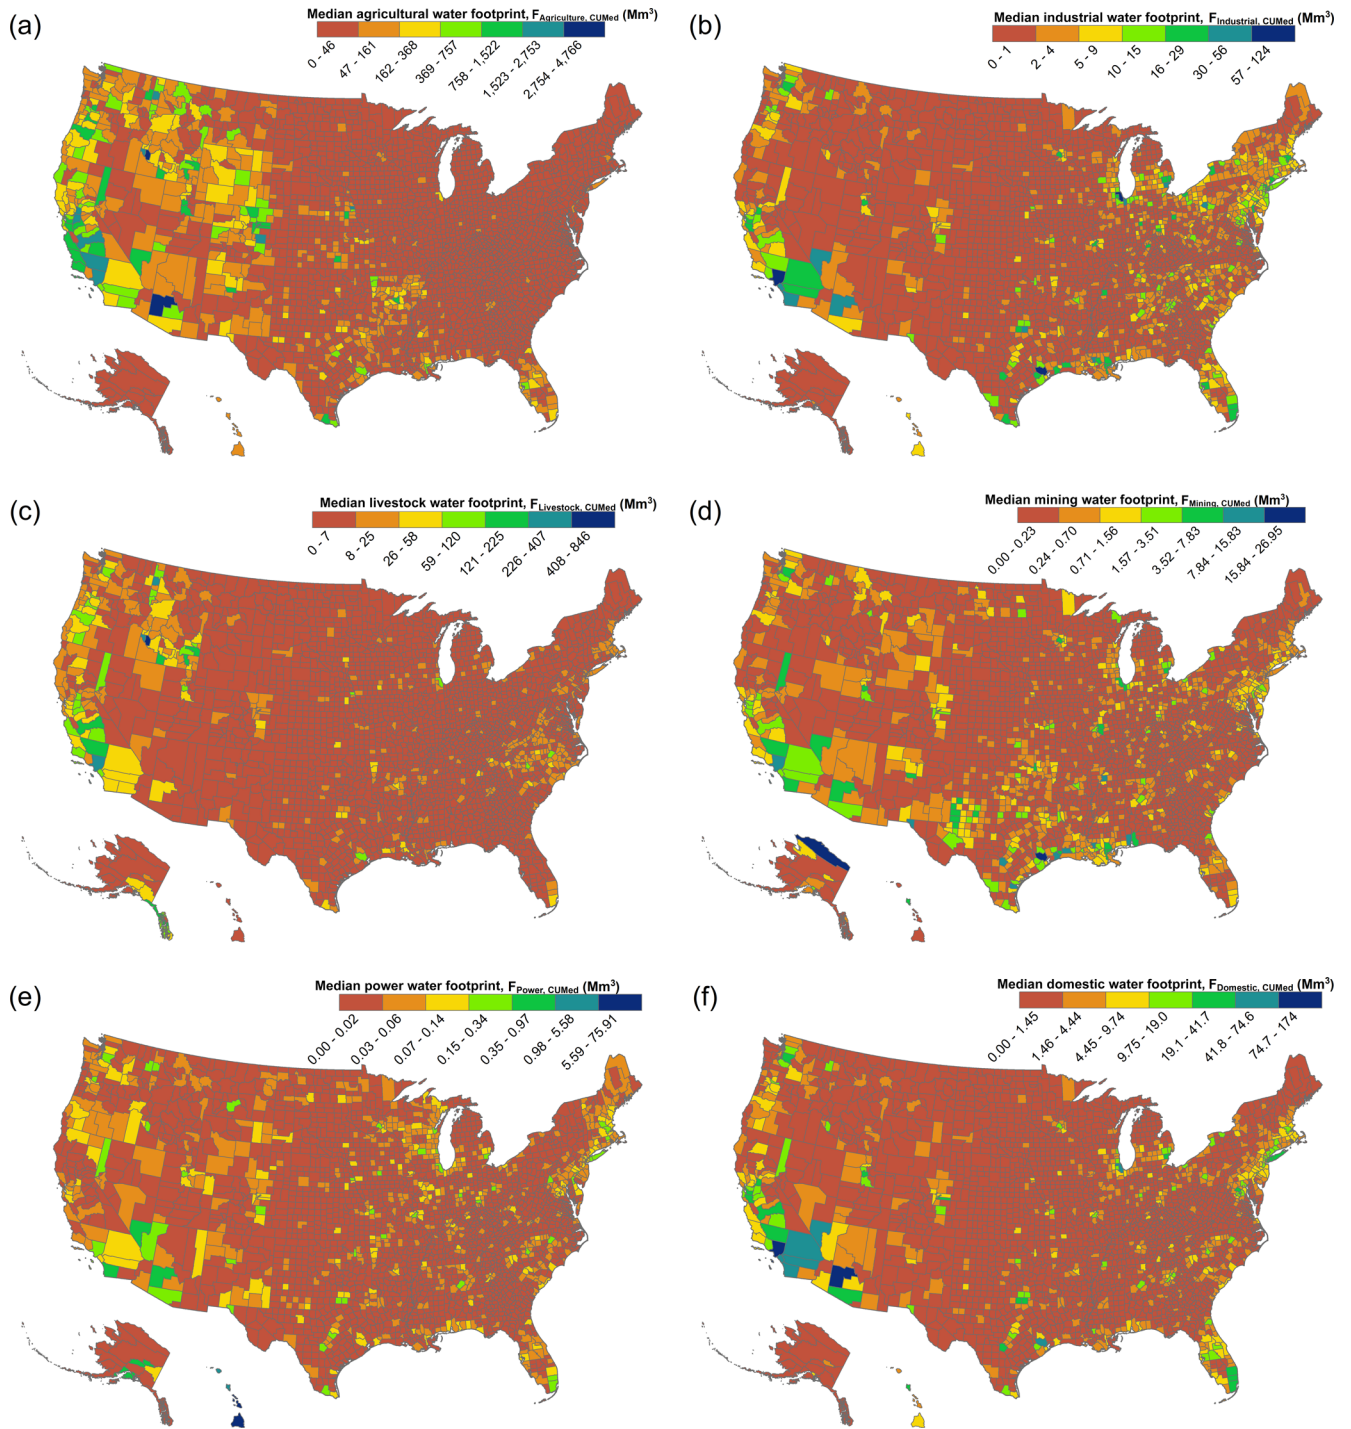 (a)
Median agricultural water footprint, FAgriculture, CUMed (Mm3)
0 - 46
47 - 161
162 - 368
369 - 757
758 - 1,522
1,523 - 2,753
2,754 - 4,766
(b)
Median industrial water footprint, FIndustrial, CUMed (Mm3)
0 - 1
2 - 4
5 - 9
10 - 15
16 - 29
30 - 56
57 - 124
(c)
Median livestock water footprint, FLivestock, CUMed (Mm3)
0 - 7
8 - 25
26 - 58
59 - 120
121 - 225
226 - 407
408 - 846
(d)
Median mining water footprint, FMining, CUMed (Mm3)
0.00 - 0.23
0.24 - 0.70
0.71 - 1.56
1.57 - 3.51
3.52 - 7.83
7.84 - 15.83
15.84 - 26.95
(e)
Median power water footprint, FPower, CUMed (Mm3)
0.00 - 0.02
0.03 - 0.06
0.07 - 0.14
0.15 - 0.34
0.35 - 0.97
0.98 - 5.58
5.59 - 75.91
(f)
Median domestic water footprint, FDomestic, CUMed (Mm3)
0.00 - 1.45
1.46 - 4.44
4.45 - 9.74
9.75 - 19.0
19.1 - 41.7
41.8 - 74.6
74.7 - 174